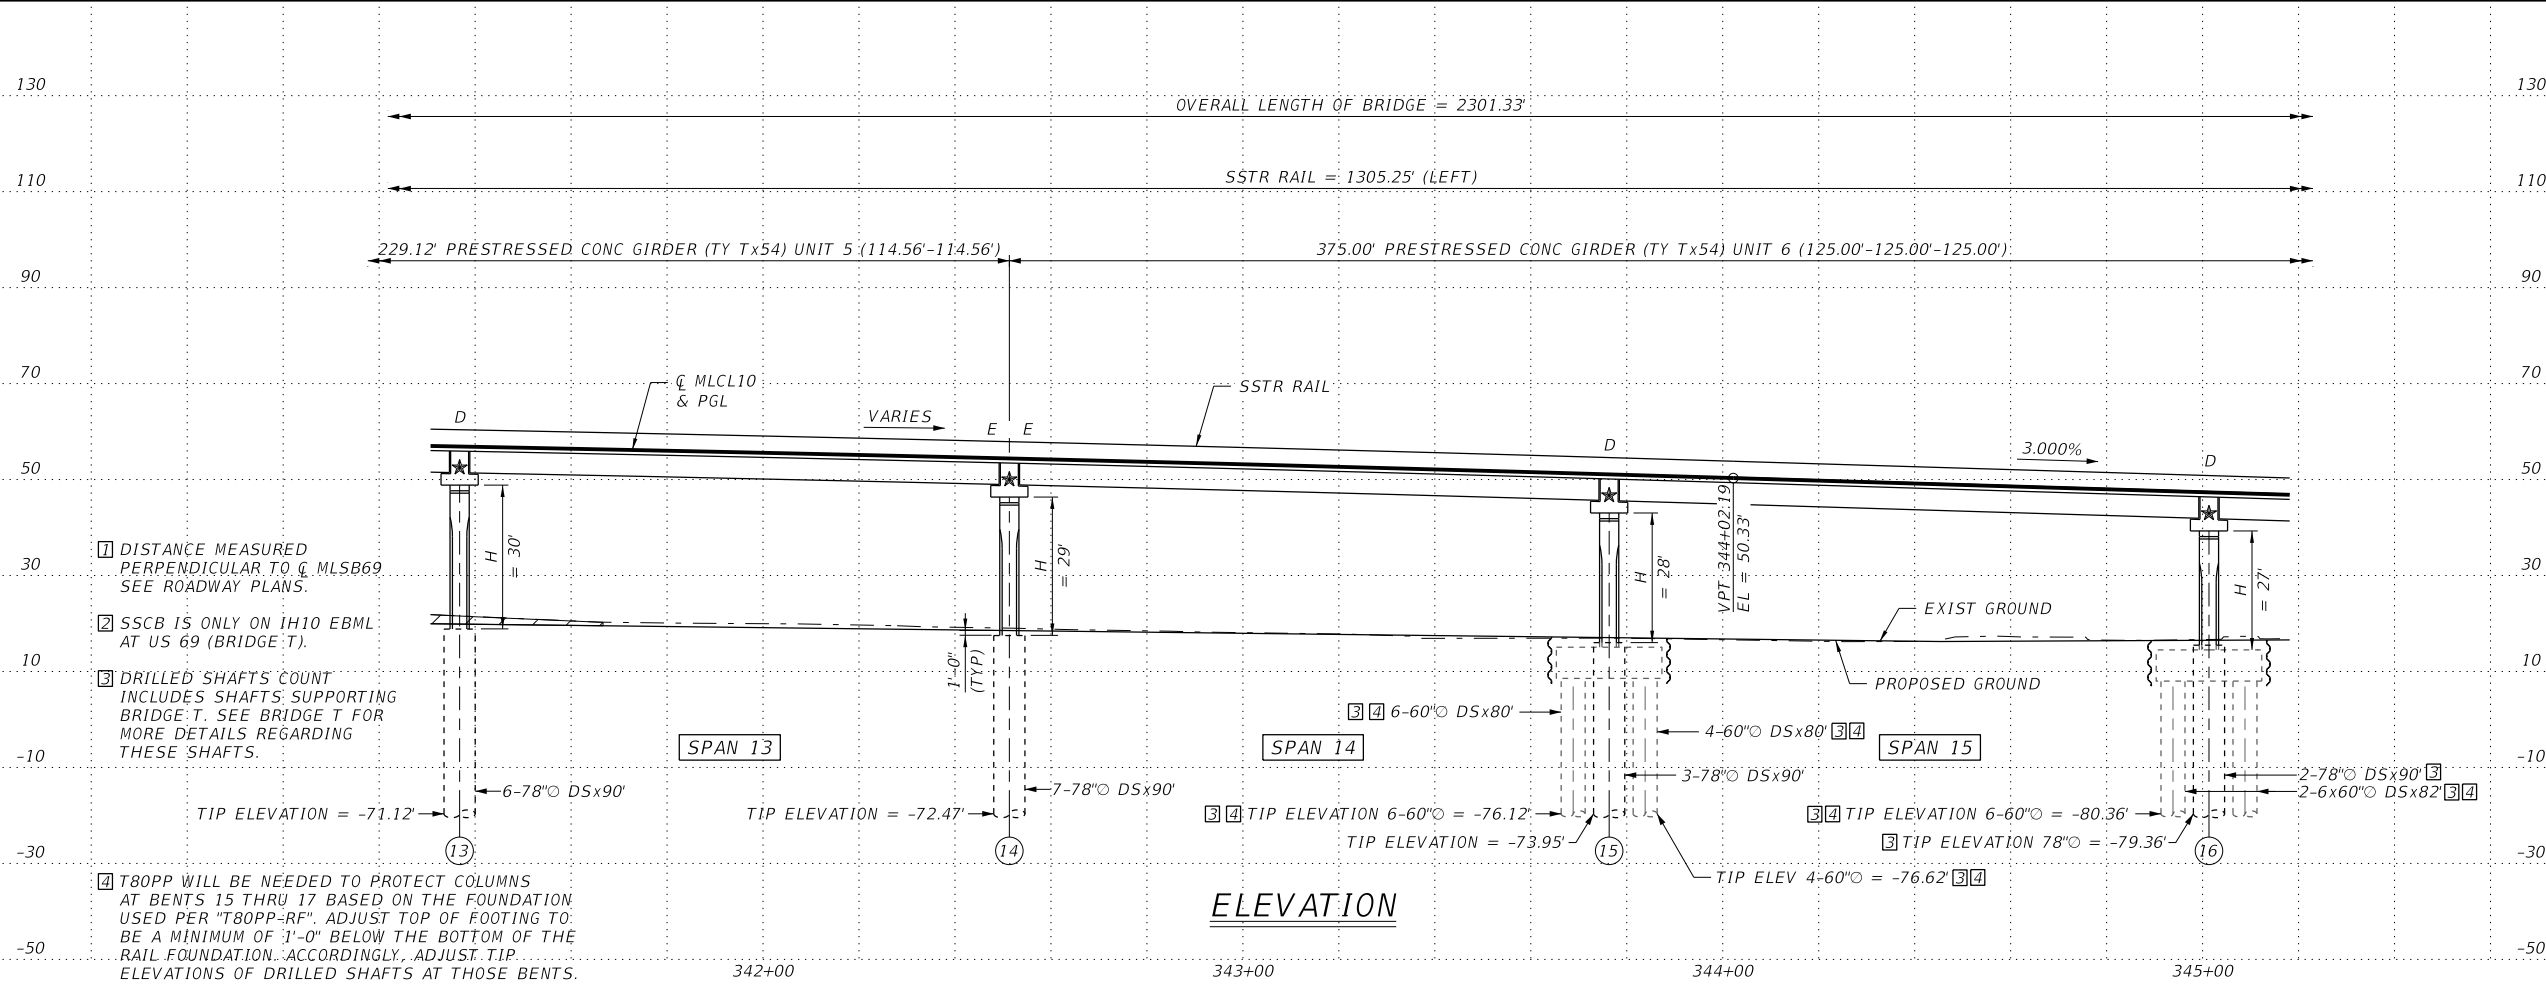 130
130
OVERALL LENGTH OF BRIDGE = 2301.33'
110
110
SSTR RAIL = 1305.25' (LEFT)
229.12' PRESTRESSED CONC GIRDER (TY Tx54) UNIT 5 (114.56'-114.56')
375.00' PRESTRESSED CONC GIRDER (TY Tx54) UNIT 6 (125.00'-125.00'-125.00')
90
90
70
70
℄ MLCL10
& PGL
SSTR RAIL
D
VARIES
E E
D
3.000%
D
50
50
VPT 344+02.19
EL = 50.33'
H = 30'
H = 29'
H = 28'
H = 27'
30
30
1 DISTANCE MEASURED
PERPENDICULAR TO ℄ MLSB69
SEE ROADWAY PLANS.
2 SSCB IS ONLY ON IH10 EBML
AT US 69 (BRIDGE T).
EXIST GROUND
10
10
1'-0"
(TYP)
PROPOSED GROUND
3 DRILLED SHAFTS COUNT
INCLUDES SHAFTS SUPPORTING
BRIDGE T. SEE BRIDGE T FOR
MORE DETAILS REGARDING
THESE SHAFTS.
3 4 6-60"∅ DSx80'
4-60"∅ DSx80' 3 4
SPAN 13
SPAN 14
SPAN 15
-10
-10
6-78"∅ DSx90'
7-78"∅ DSx90'
3-78"∅ DSx90'
2-78"∅ DSx90' 3
2-6x60"∅ DSx82' 3 4
TIP ELEVATION = -71.12'
TIP ELEVATION = -72.47'
3 4 TIP ELEVATION 6-60"∅ = -76.12'
TIP ELEVATION = -73.95'
3 4 TIP ELEVATION 6-60"∅ = -80.36'
3 TIP ELEVATION 78"∅ = -79.36'
13
14
15
16
-30
-30
TIP ELEV 4-60"∅ = -76.62' 3 4
4 T80PP WILL BE NEEDED TO PROTECT COLUMNS
AT BENTS 15 THRU 17 BASED ON THE FOUNDATION
USED PER "T80PP-RF". ADJUST TOP OF FOOTING TO
BE A MINIMUM OF 1'-0" BELOW THE BOTTOM OF THE
RAIL FOUNDATION. ACCORDINGLY, ADJUST TIP
ELEVATIONS OF DRILLED SHAFTS AT THOSE BENTS.
ELEVATION
-50
-50
342+00
343+00
344+00
345+00